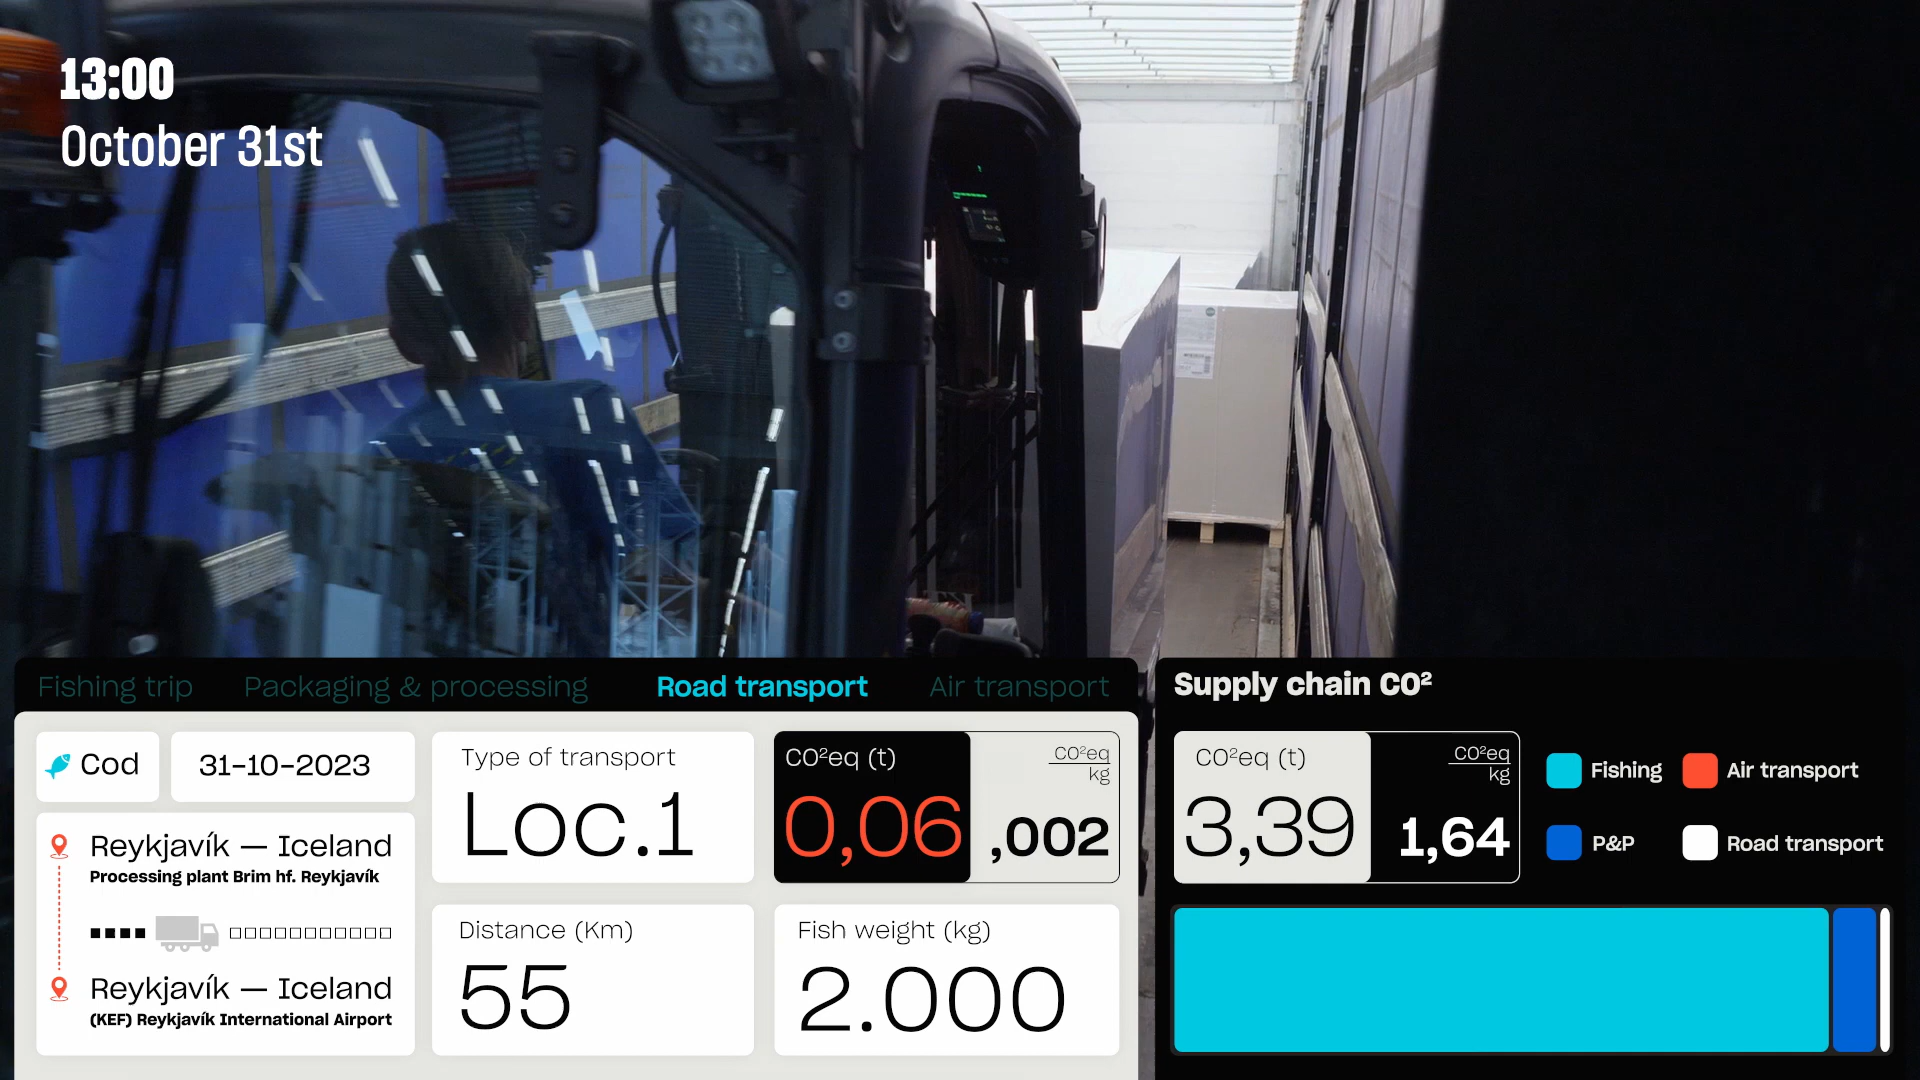 13:00
October 31st
Fishing trip
Packaging & processing
Road transport
Air transport
Cod
31-10-2023
Reykjavík — Iceland
Processing plant Brim hf. Reykjavík
Reykjavík — Iceland
(KEF) Reykjavík International Airport
Type of transport
Loc.1
CO²eq (t)
0,06
CO²eq
kg
,002
Distance (Km)
55
Fish weight (kg)
2.000
Supply chain CO²
CO²eq (t)
3,39
CO²eq
kg
1,64
Fishing
Air transport
P&P
Road transport